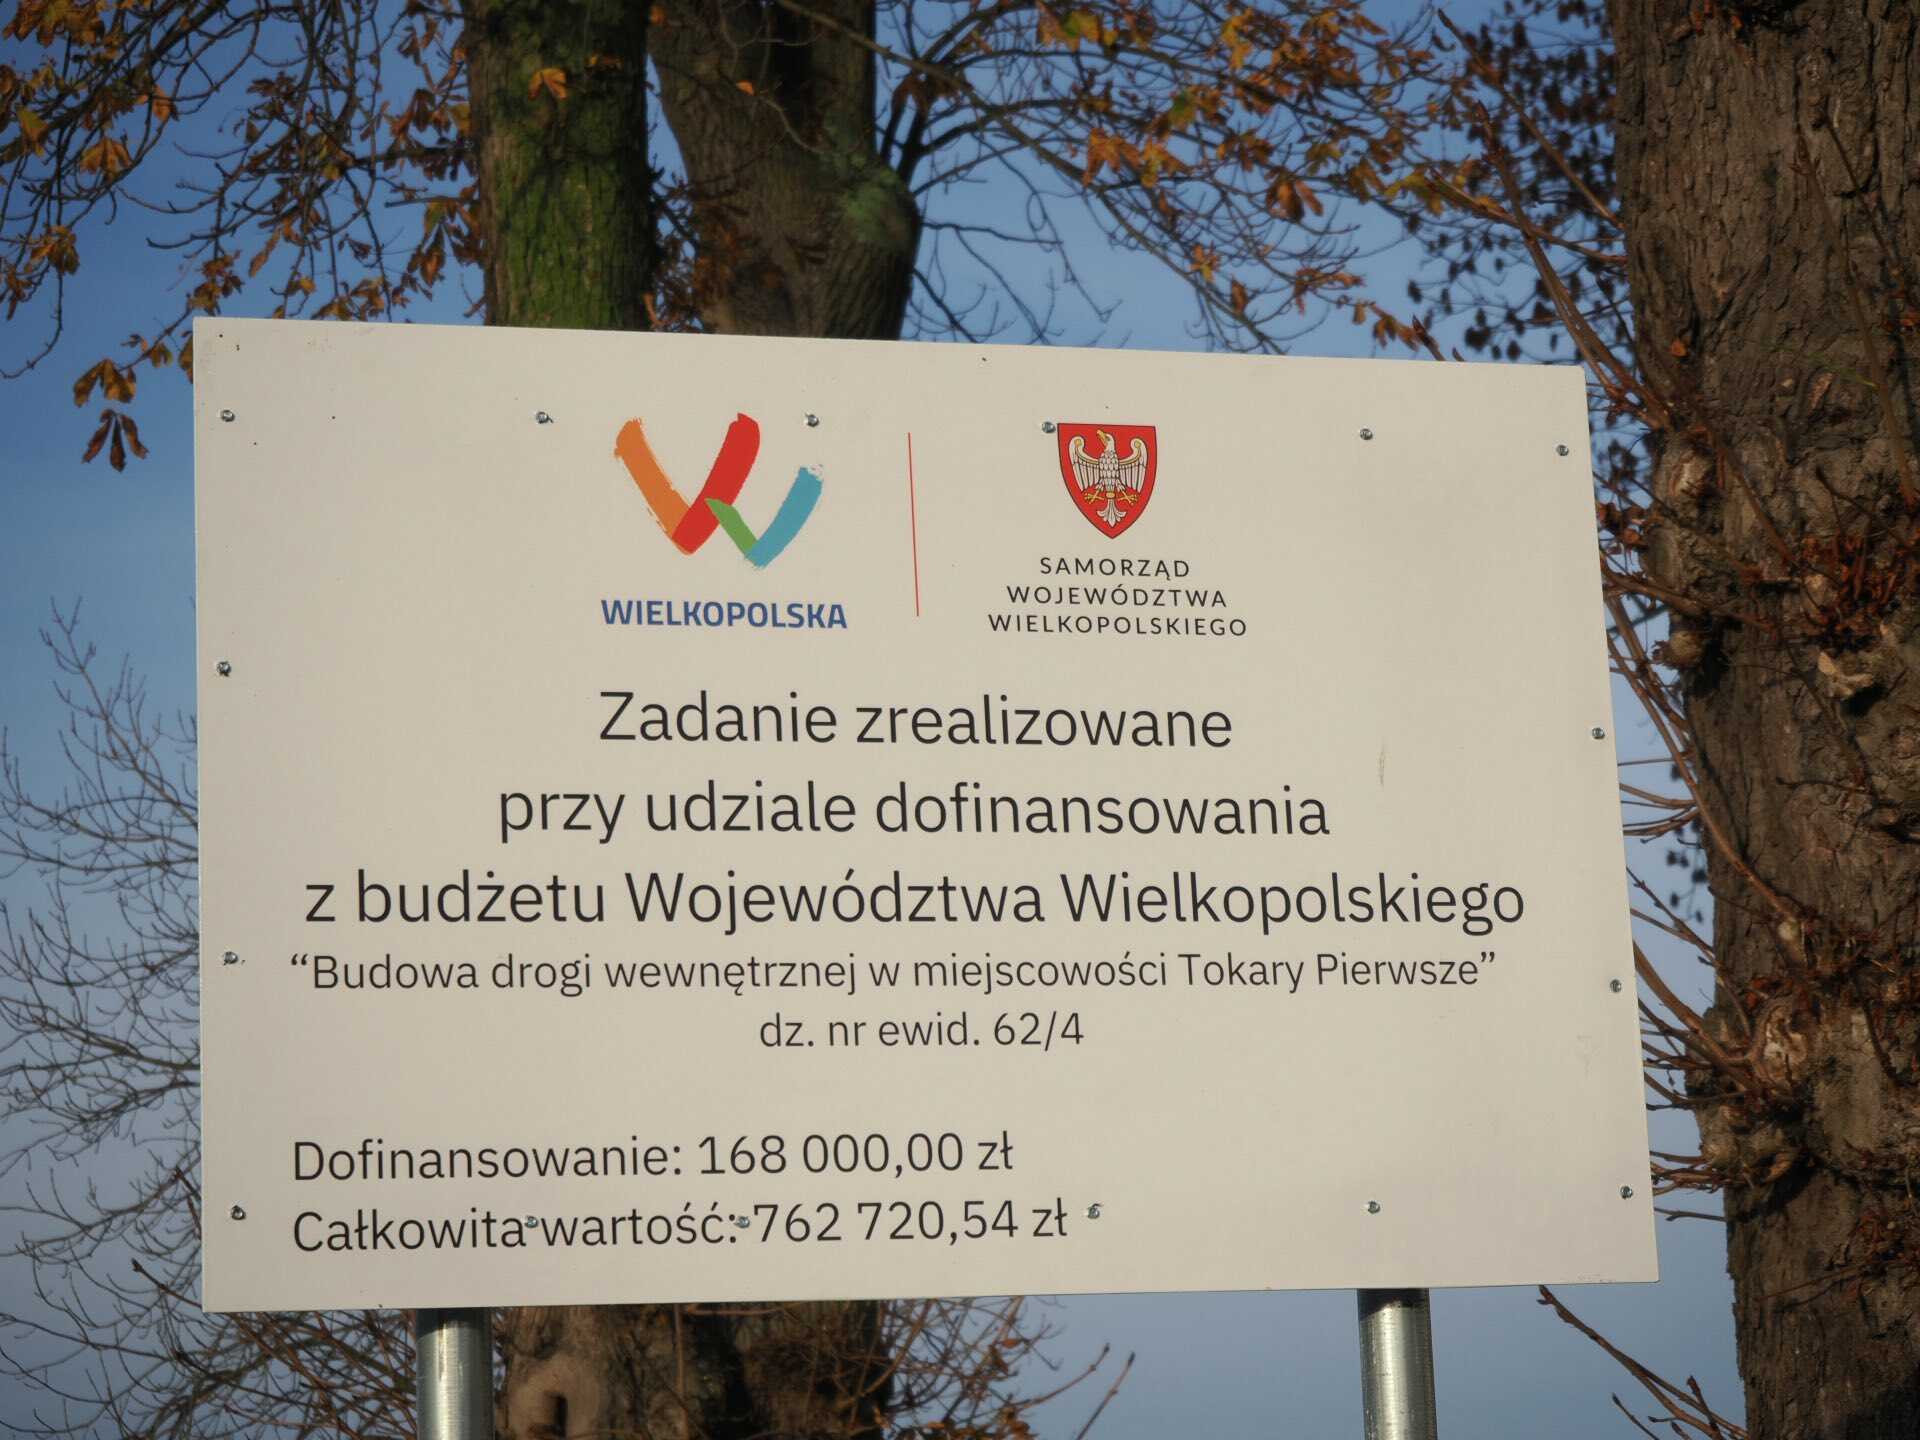 WIELKOPOLSKA
SAMORZĄD
WOJEWÓDZTWA
WIELKOPOLSKIEGO
Zadanie zrealizowane
przy udziale dofinansowania
z budżetu Województwa Wielkopolskiego
“Budowa drogi wewnętrznej w miejscowości Tokary Pierwsze”
dz. nr ewid. 62/4
Dofinansowanie: 168 000,00 zł
Całkowita wartość: 762 720,54 zł